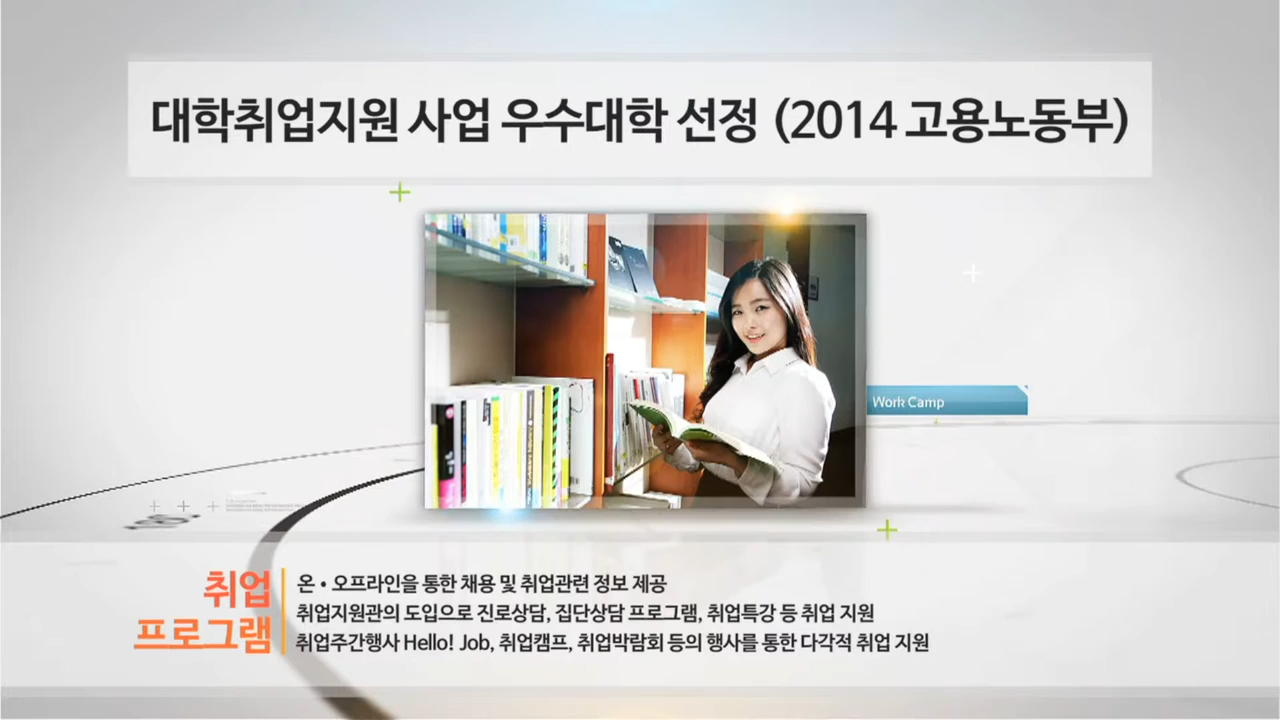 대학취업지원 사업 우수대학 선정 (2014 고용노동부)
Work Camp
취업
프로그램
온 • 오프라인을 통한 채용 및 취업관련 정보 제공
취업지원관의 도입으로 진로상담, 집단상담 프로그램, 취업특강 등 취업 지원
취업주간행사 Hello! Job, 취업캠프, 취업박람회 등의 행사를 통한 다각적 취업 지원